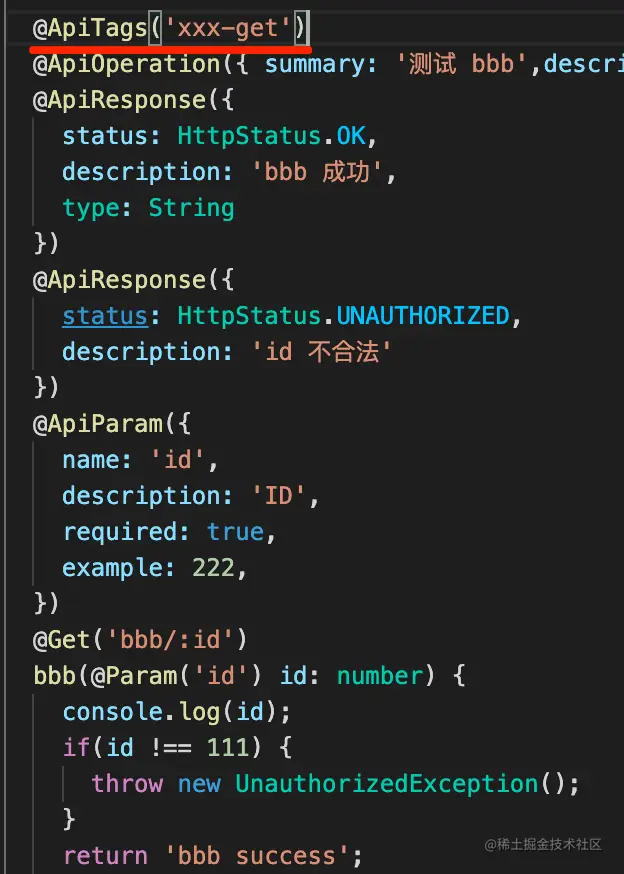 @ApiTags('xxx-get')
@ApiOperation({ summary: '测试 bbb',descri
@ApiResponse({
  status: HttpStatus.OK,
  description: 'bbb 成功',
  type: String
})
@ApiResponse({
  status: HttpStatus.UNAUTHORIZED,
  description: 'id 不合法'
})
@ApiParam({
  name: 'id',
  description: 'ID',
  required: true,
  example: 222,
})
@Get('bbb/:id')
bbb(@Param('id') id: number) {
  console.log(id);
  if(id !== 111) {
    throw new UnauthorizedException();
  }
  return 'bbb success';
@稀土掘金技术社区